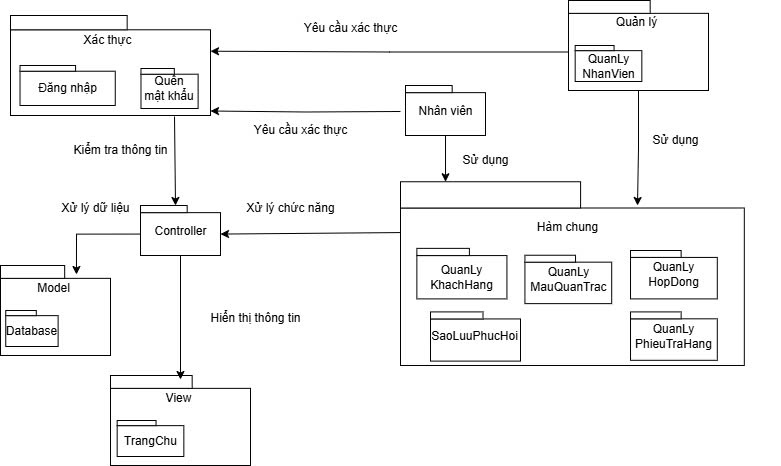 Yêu cầu xác thực
Quản lý
Xác thực
QuanLy
NhanVien
Đăng nhập
Quên
mật khẩu
Nhân viên
Yêu cầu xác thực
Kiểm tra thông tin
Sử dụng
Sử dụng
Xử lý dữ liệu
Xử lý chức năng
Controller
Hàm chung
QuanLy
KhachHang
QuanLy
MauQuanTrac
QuanLy
HopDong
Model
Database
Hiển thị thông tin
SaoLuuPhucHoi
QuanLy
PhieuTraHang
View
TrangChu